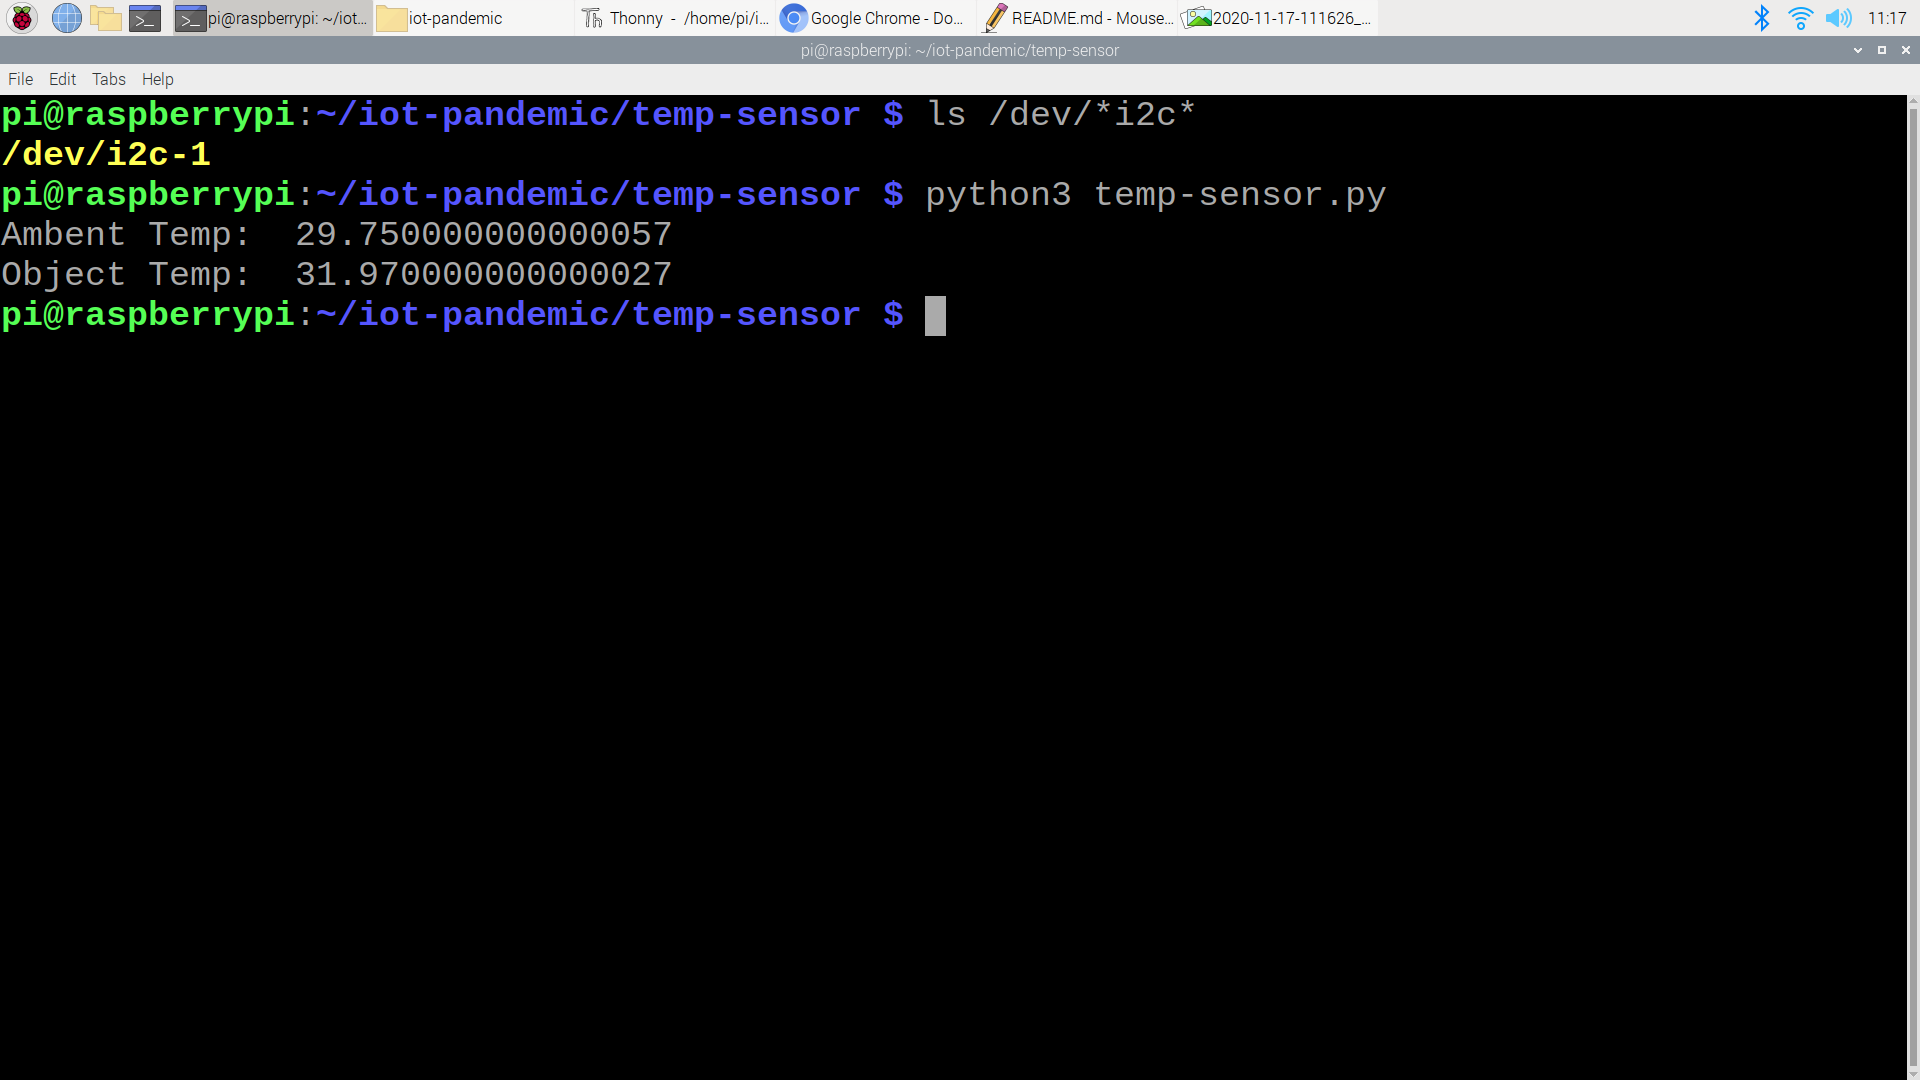 pi@raspberrypi: ~/iot...
iot-pandemic
Thonny - /home/pi/i...
Google Chrome - Do...
README.md - Mouse...
2020-11-17-111626_...
11:17
pi@raspberrypi: ~/iot-pandemic/temp-sensor
File Edit Tabs Help
pi@raspberrypi:~/iot-pandemic/temp-sensor $ ls /dev/*i2c*
/dev/i2c-1
pi@raspberrypi:~/iot-pandemic/temp-sensor $ python3 temp-sensor.py
Ambent Temp:  29.750000000000057
Object Temp:  31.970000000000027
pi@raspberrypi:~/iot-pandemic/temp-sensor $